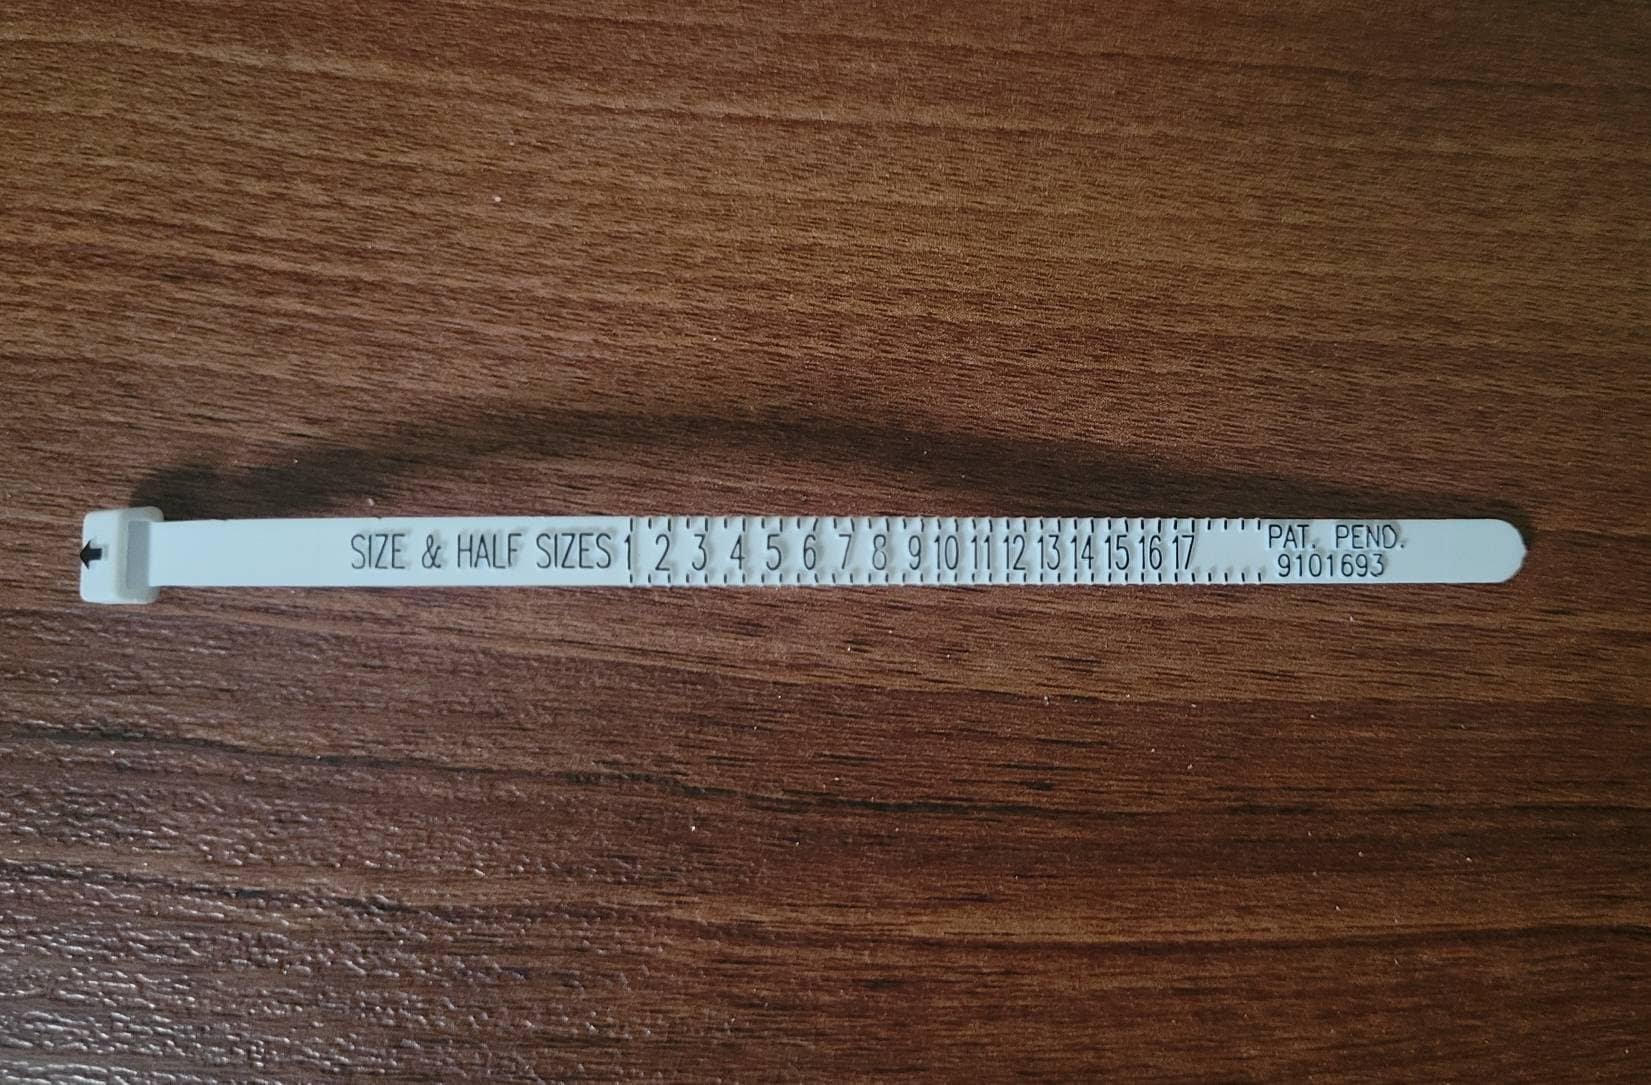 SIZE & HALF SIZES 1 2 3 4 5 6 7 8 9 10 11 12 13 14 15 16 17
PAT. PEND.
9101693